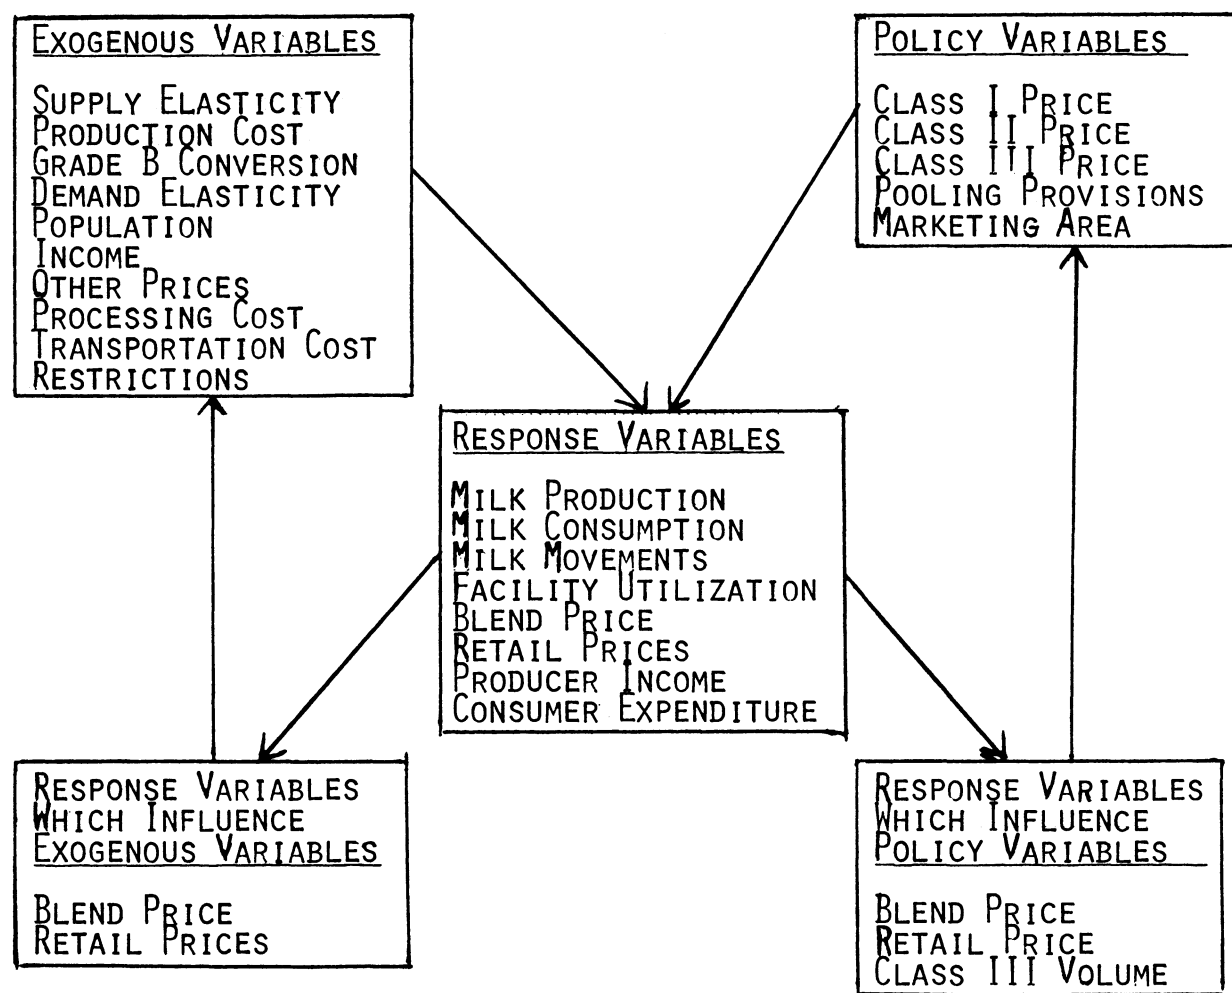 EXOGENOUS VARIABLES
SUPPLY ELASTICITY
PRODUCTION COST
GRADE B CONVERSION
DEMAND ELASTICITY
POPULATION
INCOME
OTHER PRICES
PROCESSING COST
TRANSPORTATION COST
RESTRICTIONS
POLICY VARIABLES
CLASS I PRICE
CLASS II PRICE
CLASS III PRICE
POOLING PROVISIONS
MARKETING AREA
RESPONSE VARIABLES
MILK PRODUCTION
MILK CONSUMPTION
MILK MOVEMENTS
FACILITY UTILIZATION
BLEND PRICE
RETAIL PRICES
PRODUCER INCOME
CONSUMER EXPENDITURE
RESPONSE VARIABLES
WHICH INFLUENCE
EXOGENOUS VARIABLES
BLEND PRICE
RETAIL PRICES
RESPONSE VARIABLES
WHICH INFLUENCE
POLICY VARIABLES
BLEND PRICE
RETAIL PRICE
CLASS III VOLUME